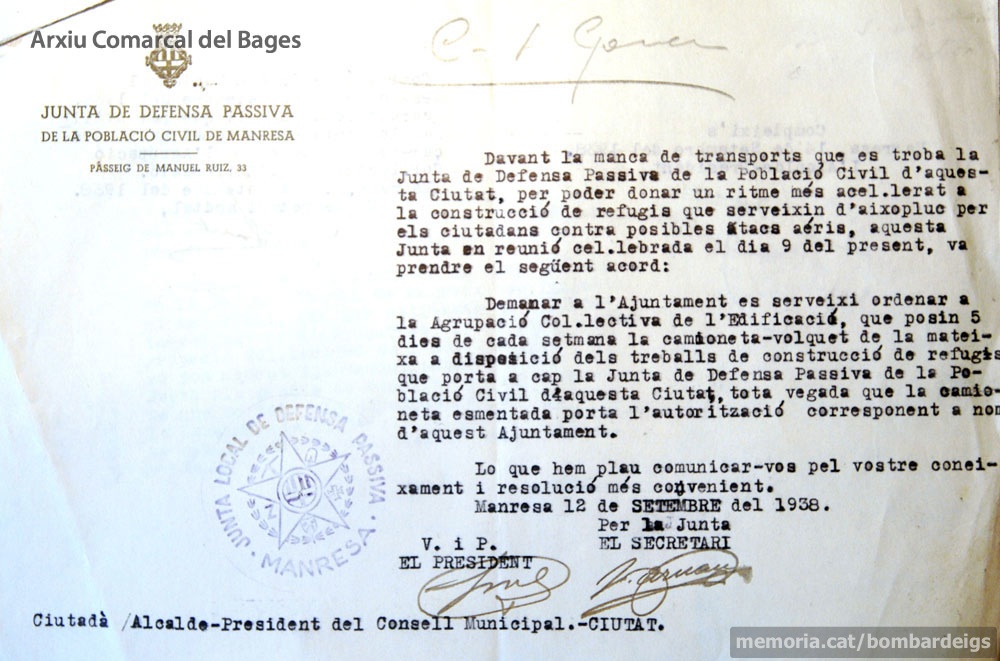 Arxiu Comarcal del Bages
C-1 Gover
JUNTA DE DEFENSA PASSIVA
DE LA POBLACIÓ CIVIL DE MANRESA
PASSEIG DE MANUEL RUIZ, 33
Compleixi's
Davant la manca de transports que es troba la
Junta de Defensa Passiva de la Població Civil d'aques-
ta Ciutat, per poder donar un ritme més acel.lerat a
la construcció de refugis que serveixin d'aixopluc per
els ciutadans contra posibles atacs aéris, aquesta
Junta en reunió cel.lebrada el dia 9 del present, va
prendre el següent acord:
Demanar a l'Ajuntament es serveixi ordenar a
la Agrupació Col.lectiva de l'Edificació, que posin 5
dies de cada setmana la camioneta-volquet de la matei-
xa a disposició dels treballs de construcció de refugis
que porta a cap la Junta de Defensa Passiva de la Po-
blació Civil d'aquesta Ciutat, tota vegada que la camio-
neta esmentada porta l'autorització corresponent a nom
d'aquest Ajuntament.
Lo que hem plau comunicar-vos pel vostre conei-
xament i resolució més convenient.
Manresa 12 de SETEMBRE del 1938.
Per la Junta
V. i P. EL SECRETARI
EL PRESIDENT
JUNTA LOCAL DE DEFENSA PASSIVA · MANRESA ·
Ciutadà /Alcalde-President del Consell Municipal.-CIUTAT.
memoria.cat/bombardeigs